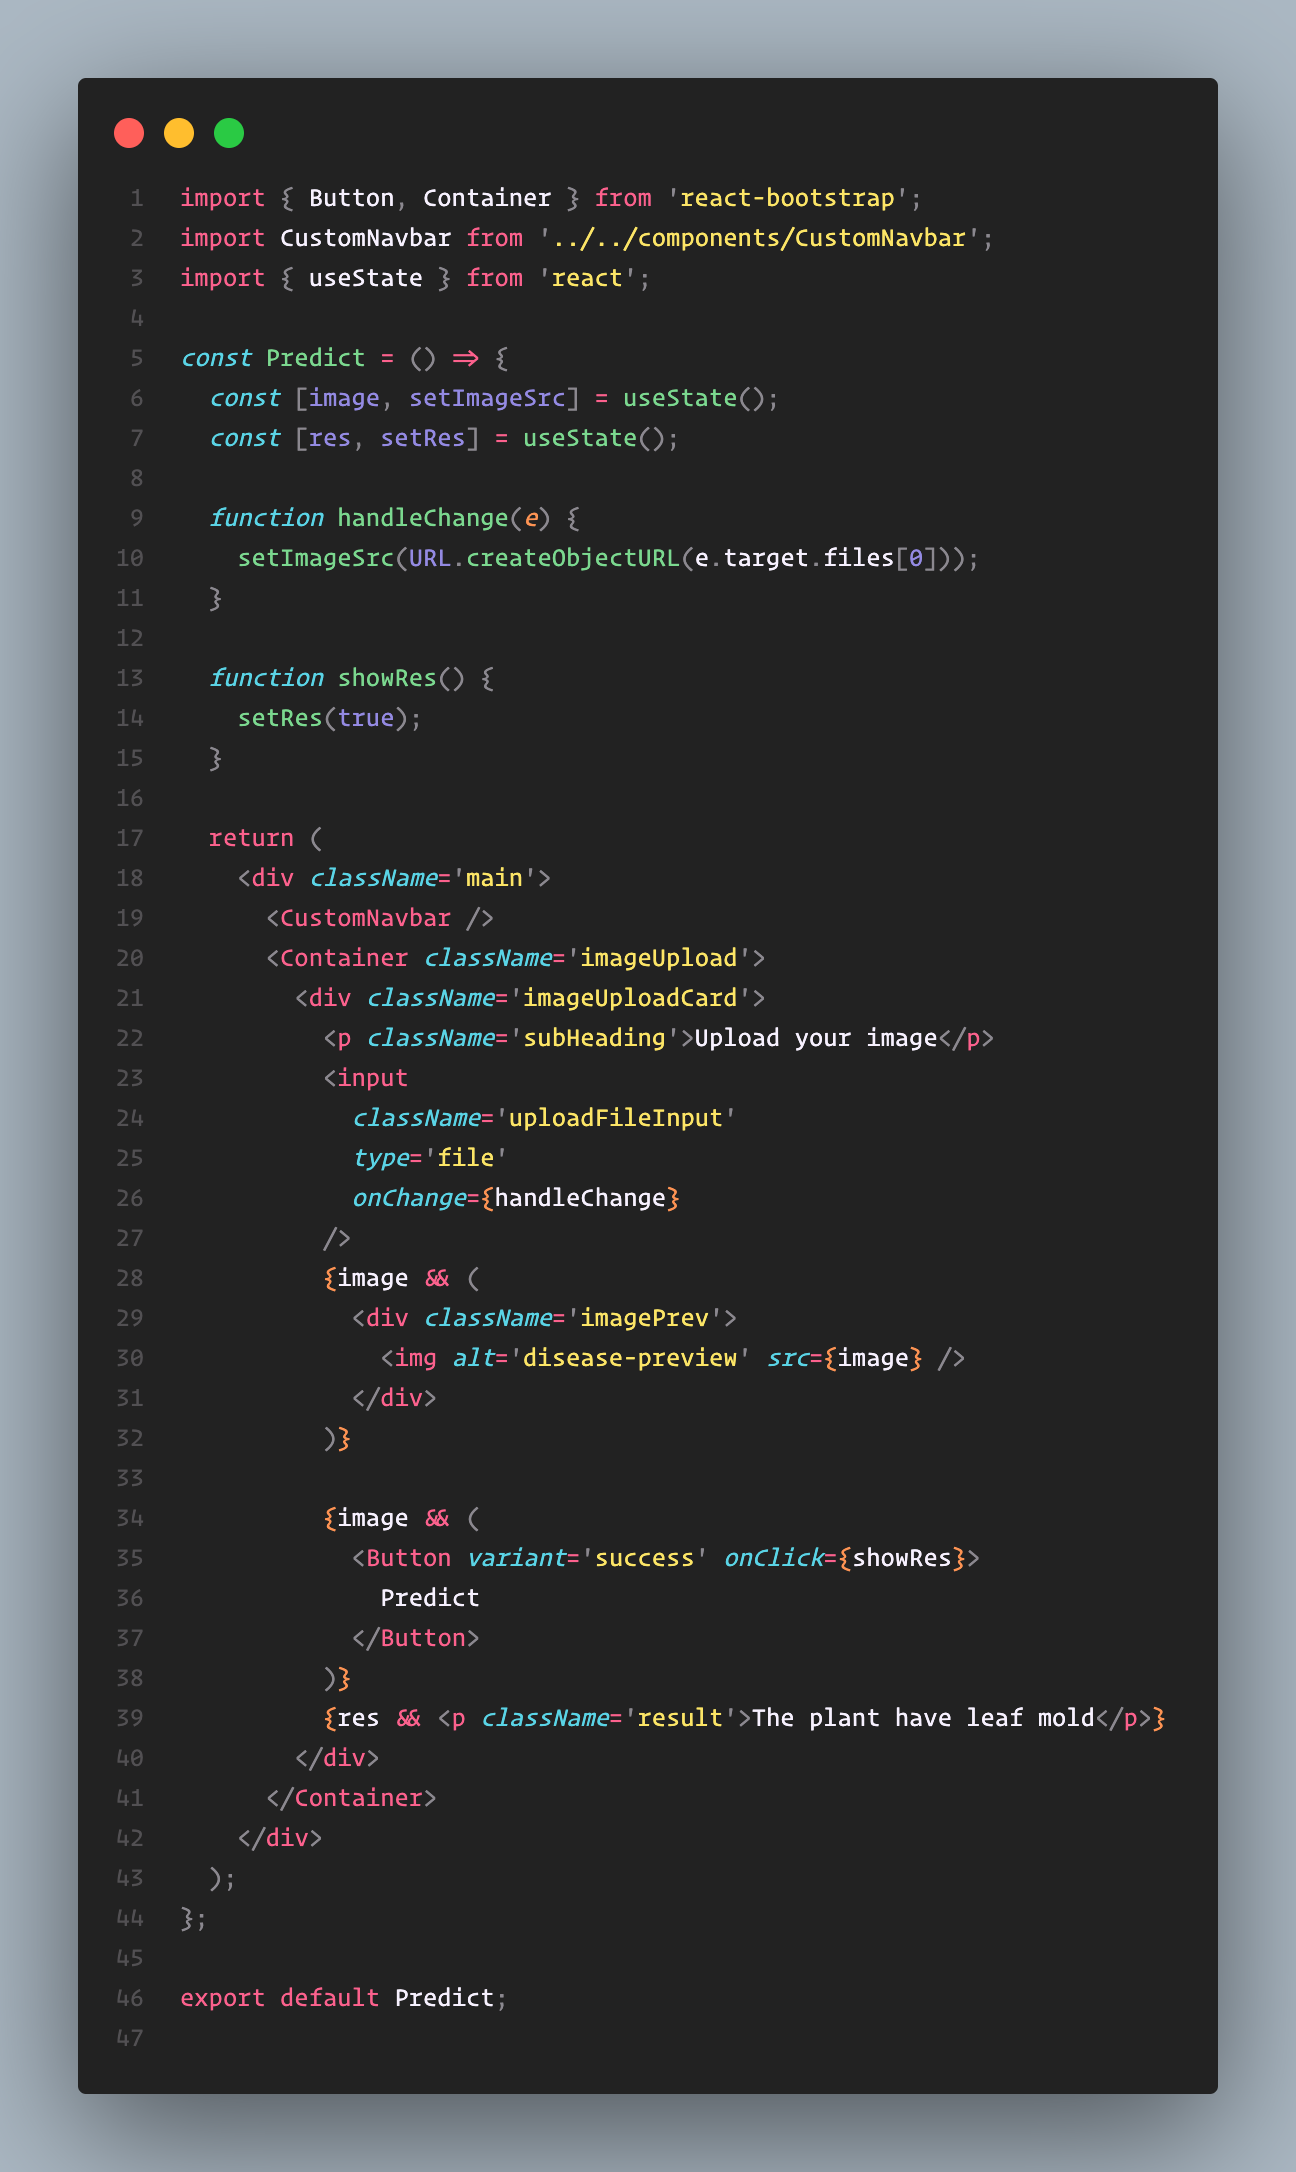 1 import { Button, Container } from 'react-bootstrap';
2 import CustomNavbar from '../../components/CustomNavbar';
3 import { useState } from 'react';
4
5 const Predict = () => {
6   const [image, setImageSrc] = useState();
7   const [res, setRes] = useState();
8
9   function handleChange(e) {
10     setImageSrc(URL.createObjectURL(e.target.files[0]));
11   }
12
13   function showRes() {
14     setRes(true);
15   }
16
17   return (
18     <div className='main'>
19       <CustomNavbar />
20       <Container className='imageUpload'>
21         <div className='imageUploadCard'>
22           <p className='subHeading'>Upload your image</p>
23           <input
24             className='uploadFileInput'
25             type='file'
26             onChange={handleChange}
27           />
28           {image && (
29             <div className='imagePrev'>
30               <img alt='disease-preview' src={image} />
31             </div>
32           )}
33
34           {image && (
35             <Button variant='success' onClick={showRes}>
36               Predict
37             </Button>
38           )}
39           {res && <p className='result'>The plant have leaf mold</p>}
40         </div>
41       </Container>
42     </div>
43   );
44 };
45
46 export default Predict;
47